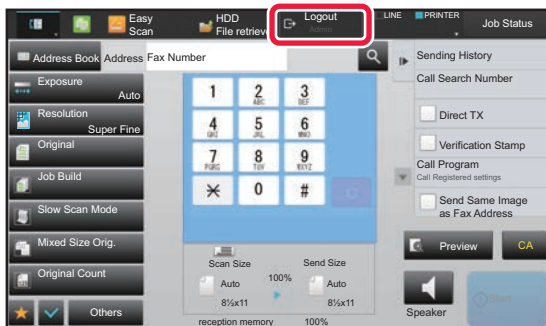 Easy
Scan
HDD
File retriev
Logout
Admin
LINE
PRINTER
Job Status
Address Book
Address
Fax Number
Sending History
Call Search Number
Exposure
Auto
Resolution
Super Fine
Original
Job Build
Slow Scan Mode
Mixed Size Orig.
Original Count
Others
1
2
ABC
3
DEF
4
GHI
5
JKL
6
MNO
7
PQRS
8
TUV
9
WXYZ
0
#
Direct TX
Verification Stamp
Call Program
Call Registered settings
Send Same Image
as Fax Address
Preview
CA
Scan Size
Send Size
Auto
100%
Auto
8½x11
8½x11
reception memory
100%
Speaker
Start